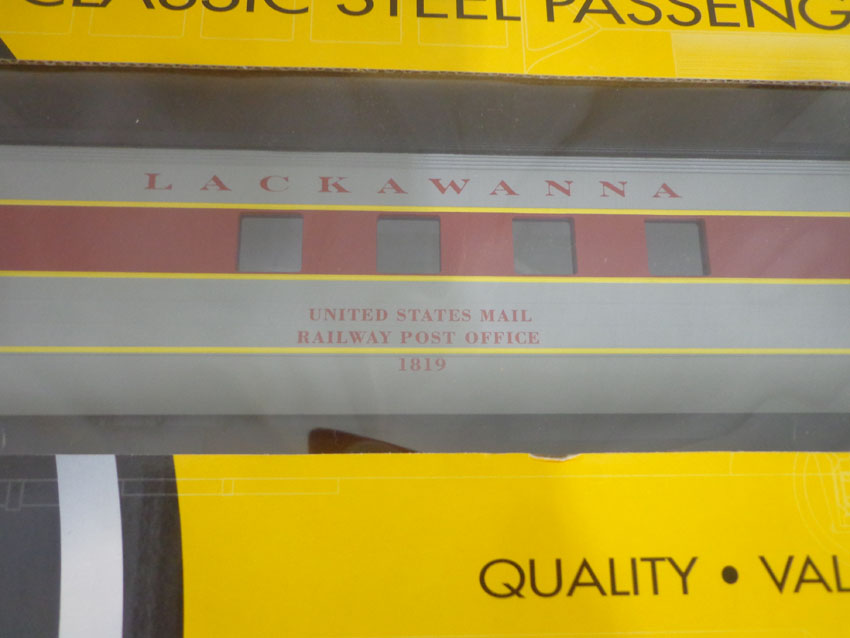 CLASSIC STEEL PASSENG
LACKAWANNA
UNITED STATES MAIL
RAILWAY POST OFFICE
1819
QUALITY • VAL